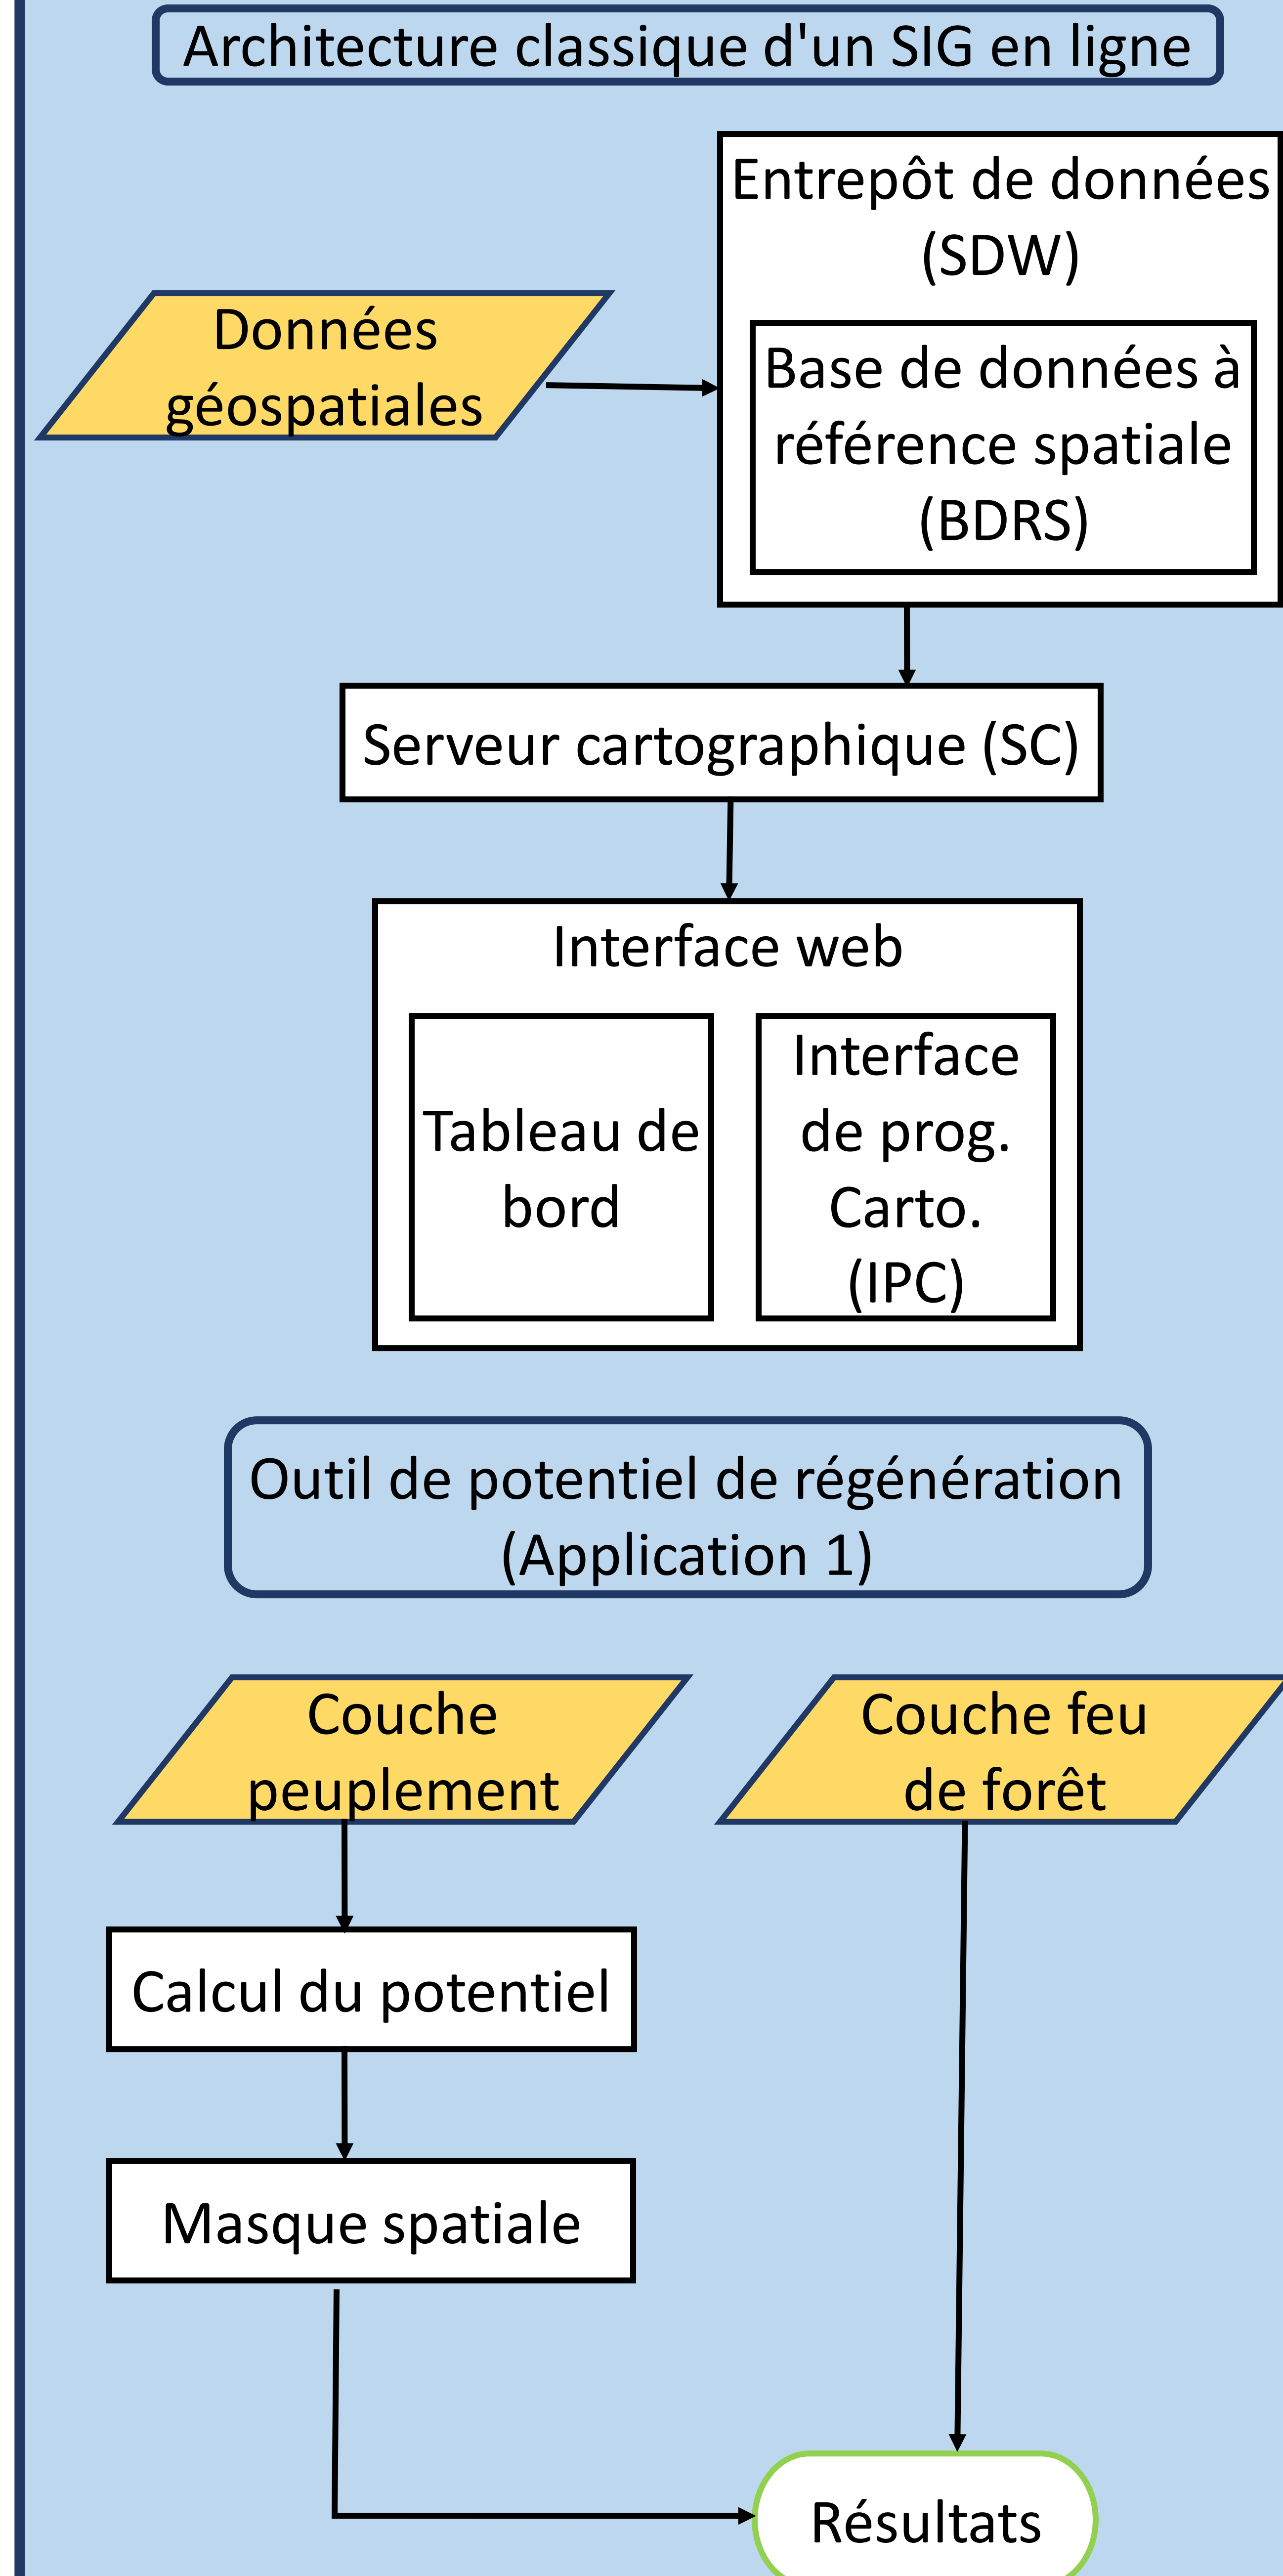 Architecture classique d'un SIG en ligne
Entrepôt de données
(SDW)
Données
géospatiales
Base de données à
référence spatiale
(BDRS)
Serveur cartographique (SC)
Interface web
Tableau de
bord
Interface
de prog.
Carto.
(IPC)
Outil de potentiel de régénération
(Application 1)
Couche
peuplement
Couche feu
de forêt
Calcul du potentiel
Masque spatiale
Résultats